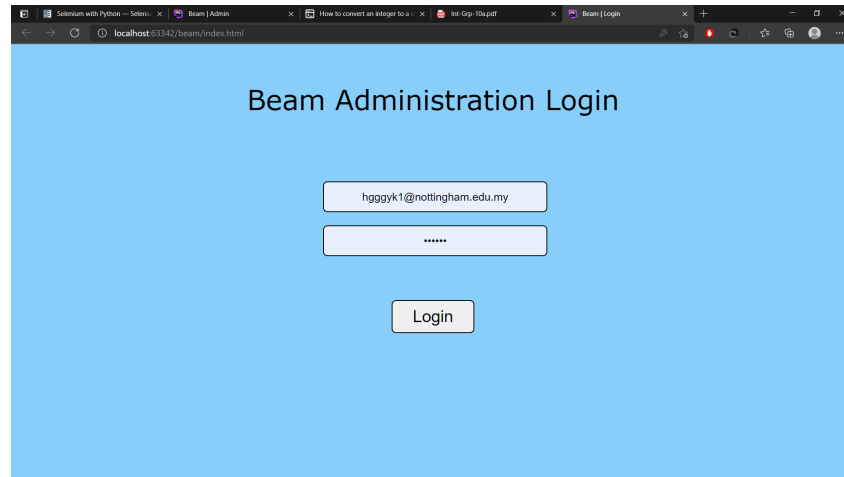 Selenium with Python — Seleni
Beam | Admin
How to convert an integer to a s
Int-Grp-10a.pdf
Beam | Login
localhost:63342/beam/index.html
Beam Administration Login
hgggyk1@nottingham.edu.my
••••••
Login